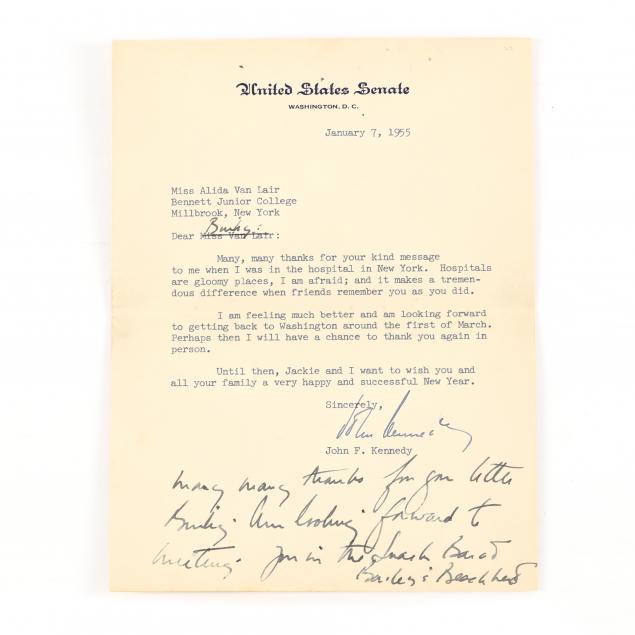 United States Senate
WASHINGTON, D. C.
January 7, 1955
Miss Alida Van Lair
Bennett Junior College
Millbrook, New York
Dear Miss Van Lair:
Many, many thanks for your kind message
to me when I was in the hospital in New York. Hospitals
are gloomy places, I am afraid; and it makes a tremen-
dous difference when friends remember you as you did.
I am feeling much better and am looking forward
to getting back to Washington around the first of March.
Perhaps then I will have a chance to thank you again in
person.
Until then, Jackie and I want to wish you and
all your family a very happy and successful New Year.
Sincerely,
John Kennedy
John F. Kennedy
many many thanks for your letter
Am looking forward to
meeting you in the Snack Bar at
Bailey's Beach